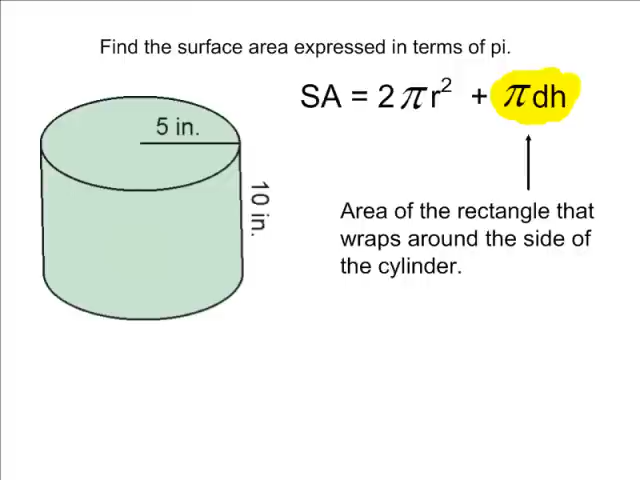 Find the surface area expressed in terms of pi.
SA = 2πr² + πdh
5 in.
10 in.
Area of the rectangle that
wraps around the side of
the cylinder.